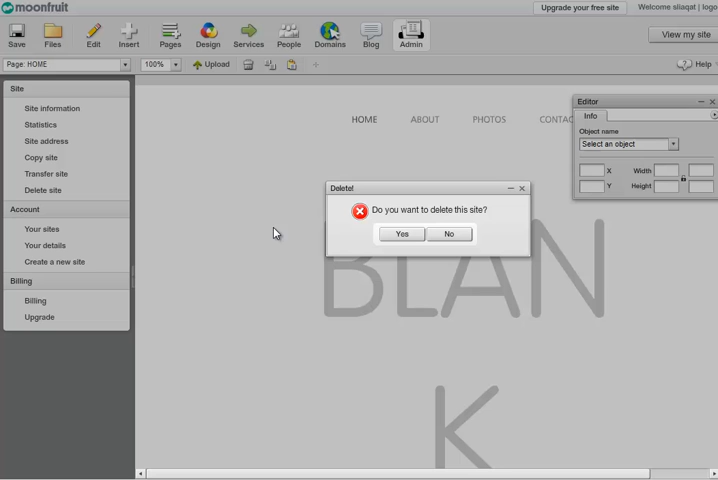 moonfruit
Upgrade your free site
Welcome sliaqat | logo
Save
Files
Edit
Insert
Pages
Design
Services
People
Domains
Blog
Admin
View my site
Page: HOME
100%
Upload
Help
Site
Site information
Statistics
Site address
Copy site
Transfer site
Delete site
Account
Your sites
Your details
Create a new site
Billing
Billing
Upgrade
HOME
ABOUT
PHOTOS
CONTAC
Editor
Info
Object name
Select an object
X
Width
Y
Height
Delete!
Do you want to delete this site?
Yes
No
BLAN
K